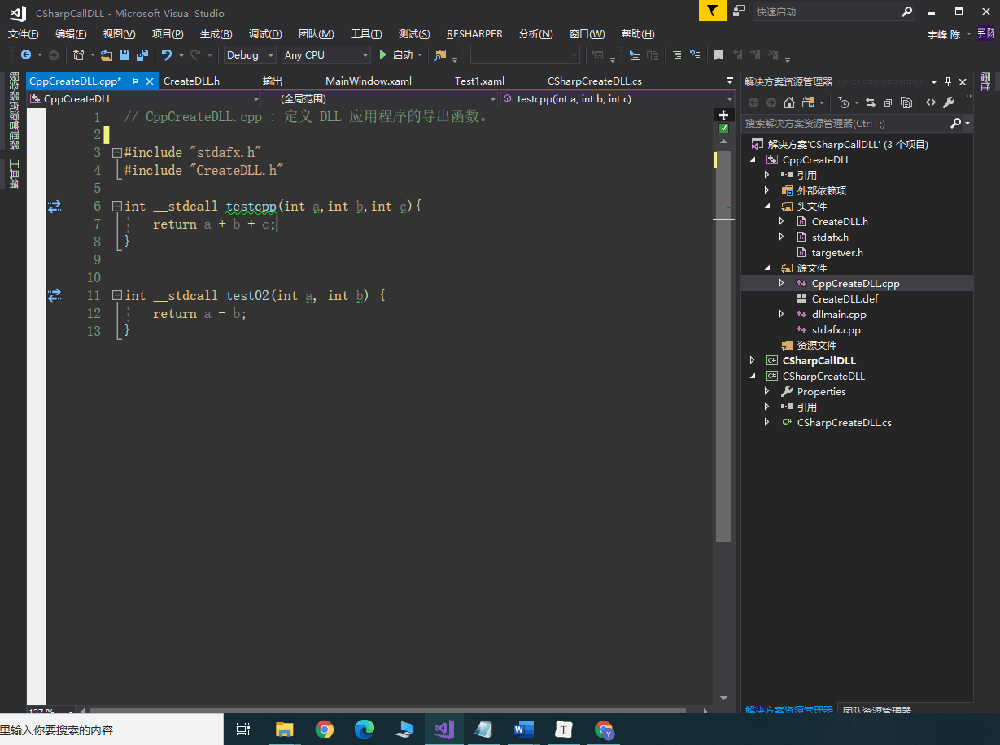 CSharpCallDLL - Microsoft Visual Studio
快速启动
文件(F) 编辑(E) 视图(V) 项目(P) 生成(B) 调试(D) 团队(M) 工具(T) 测试(S) RESHARPER 分析(N) 窗口(W) 帮助(H)
宇峰 陈 宇陈
Debug Any CPU 启动
服务器资源管理器
工具箱
CppCreateDLL.cpp* CreateDLL.h 输出 MainWindow.xaml Test1.xaml CSharpCreateDLL.cs
CppCreateDLL (全局范围) testcpp(int a, int b, int c)
1 // CppCreateDLL.cpp : 定义 DLL 应用程序的导出函数。
2
3 #include "stdafx.h"
4 #include "CreateDLL.h"
5
6 int __stdcall testcpp(int a,int b,int c){
7 return a + b + c;
8 }
9
10
11 int __stdcall test02(int a, int b) {
12 return a - b;
13 }
137 %
解决方案资源管理器
搜索解决方案资源管理器(Ctrl+;)
解决方案'CSharpCallDLL' (3 个项目)
CppCreateDLL
引用
外部依赖项
头文件
CreateDLL.h
stdafx.h
targetver.h
源文件
CppCreateDLL.cpp
CreateDLL.def
dllmain.cpp
stdafx.cpp
资源文件
C# CSharpCallDLL
C# CSharpCreateDLL
Properties
引用
C# CSharpCreateDLL.cs
解决方案资源管理器 团队资源管理器
属性
里输入你要搜索的内容